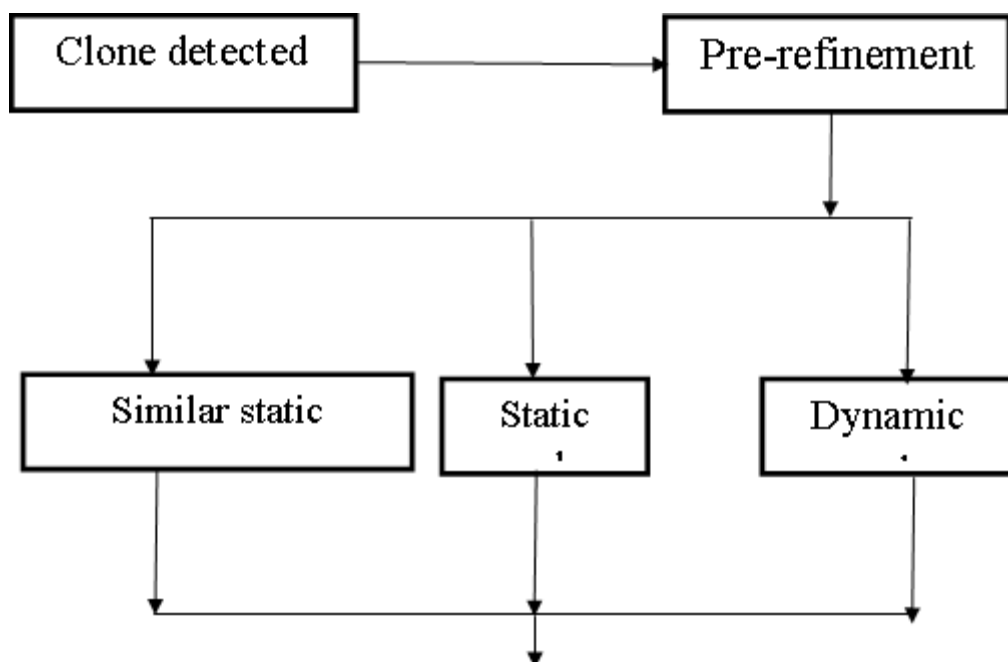 Clone detected
Pre-refinement
Similar static
Static
Dynamic